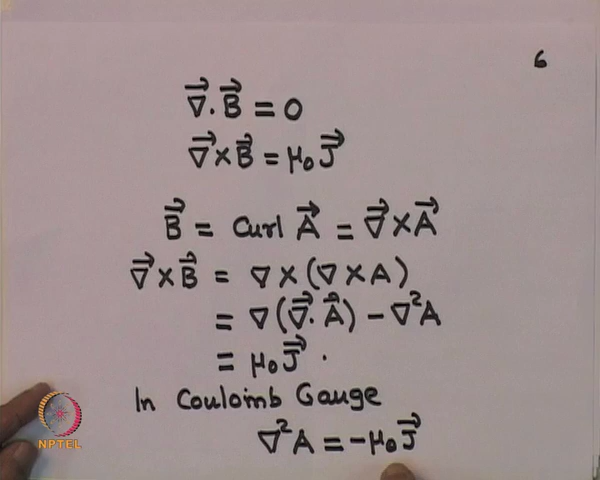 6
∇⃗·B⃗ = 0
∇⃗×B⃗ = μ₀J⃗
B⃗ = Curl A⃗ = ∇⃗×A⃗
∇⃗×B⃗ = ∇×(∇×A)
= ∇(∇⃗·A⃗) − ∇²A
= μ₀J⃗ .
In Coulomb Gauge
∇²A = −μ₀J⃗
NPTEL